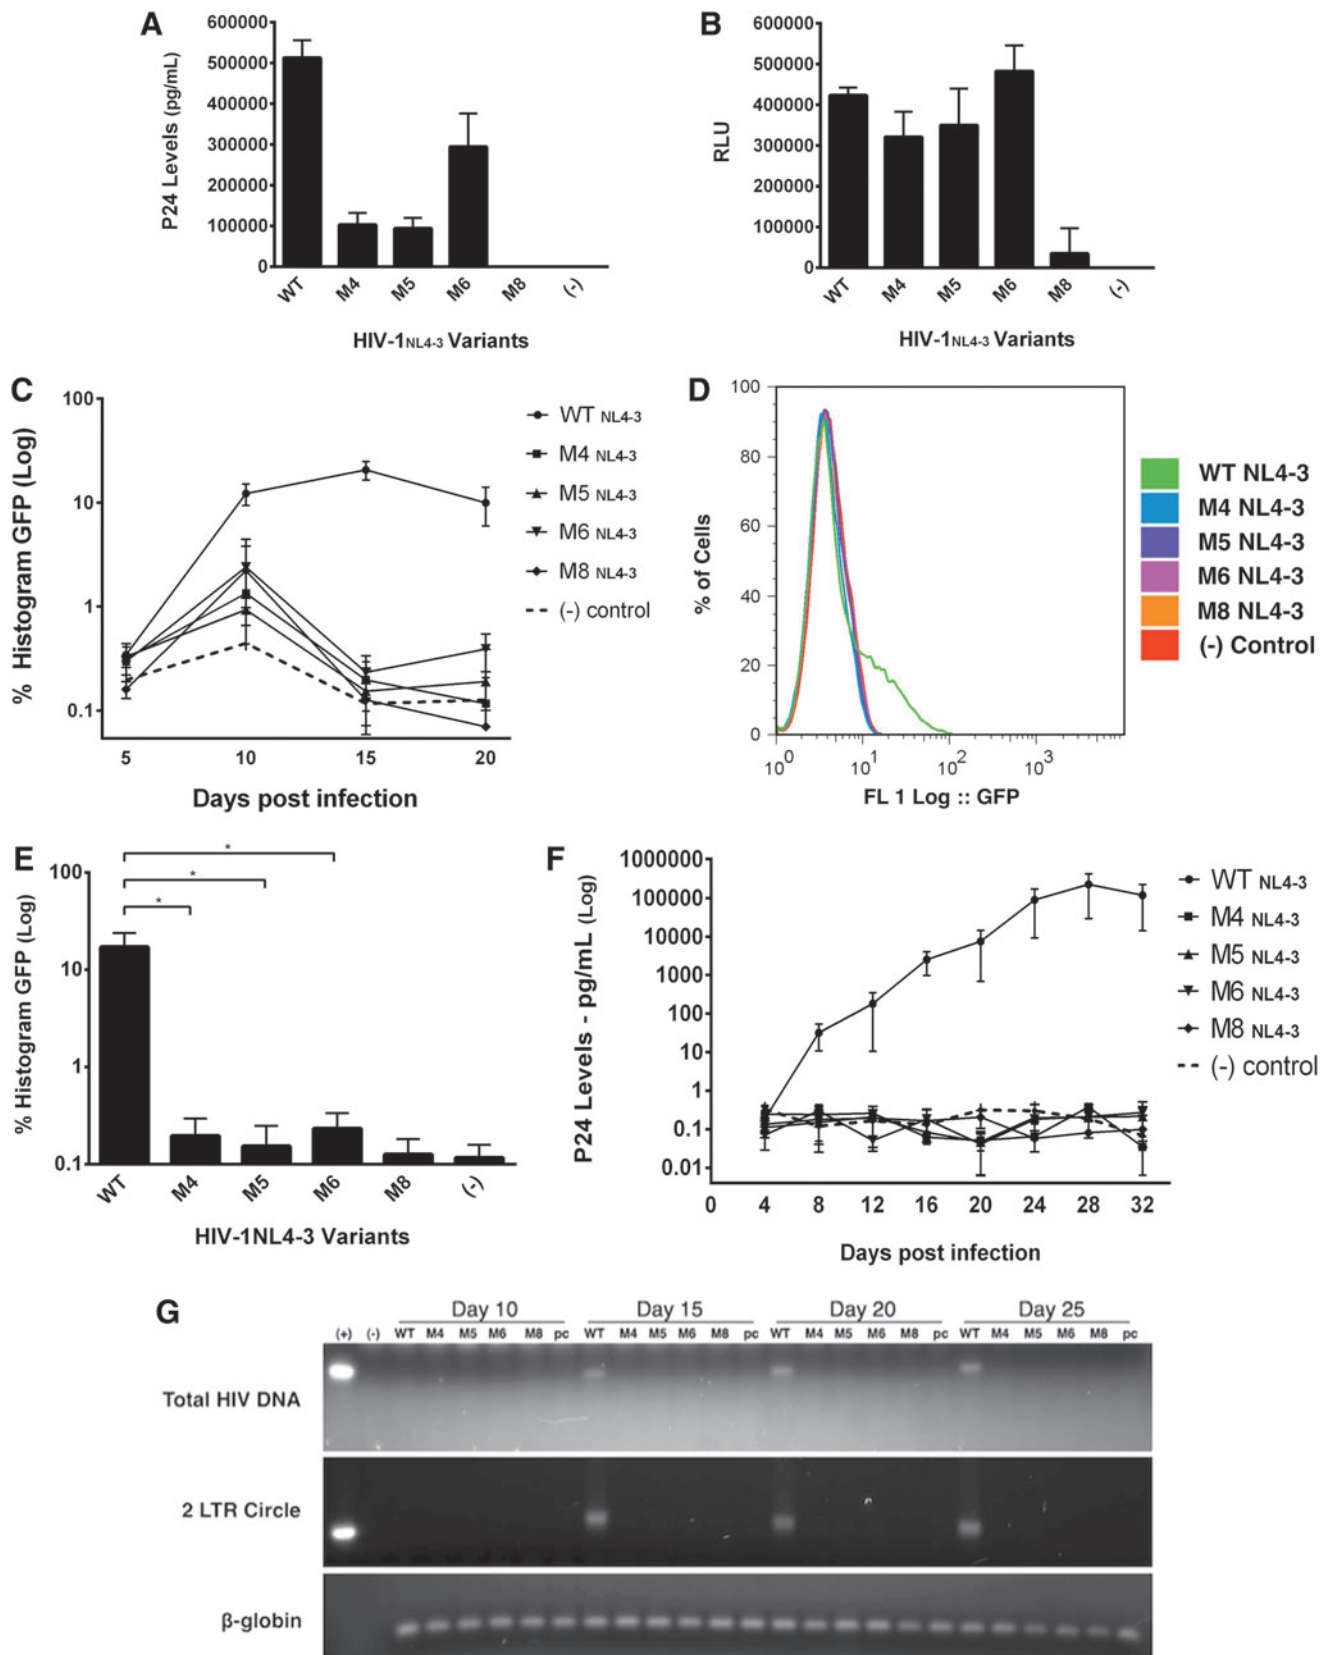 A
P24 Levels (pg/mL)
600000
500000
400000
300000
200000
100000
0
WT M4 M5 M6 M8 (-)
HIV-1NL4-3 Variants
B
RLU
600000
500000
400000
300000
200000
100000
0
WT M4 M5 M6 M8 (-)
HIV-1NL4-3 Variants
C
% Histogram GFP (Log)
100
10
1
0.1
5 10 15 20
Days post infection
WT NL4-3
M4 NL4-3
M5 NL4-3
M6 NL4-3
M8 NL4-3
(-) control
D
% of Cells
100
80
60
40
20
0
10^0 10^1 10^2 10^3
FL 1 Log :: GFP
WT NL4-3
M4 NL4-3
M5 NL4-3
M6 NL4-3
M8 NL4-3
(-) Control
E
% Histogram GFP (Log)
100
10
1
0.1
*
*
*
WT M4 M5 M6 M8 (-)
HIV-1NL4-3 Variants
F
P24 Levels - pg/mL (Log)
1000000
100000
10000
1000
100
10
1
0.1
0.01
0 4 8 12 16 20 24 28 32
Days post infection
WT NL4-3
M4 NL4-3
M5 NL4-3
M6 NL4-3
M8 NL4-3
(-) control
G
Day 10 Day 15 Day 20 Day 25
(+) (-) WT M4 M5 M6 M8 pc WT M4 M5 M6 M8 pc WT M4 M5 M6 M8 pc WT M4 M5 M6 M8 pc
Total HIV DNA
2 LTR Circle
β-globin